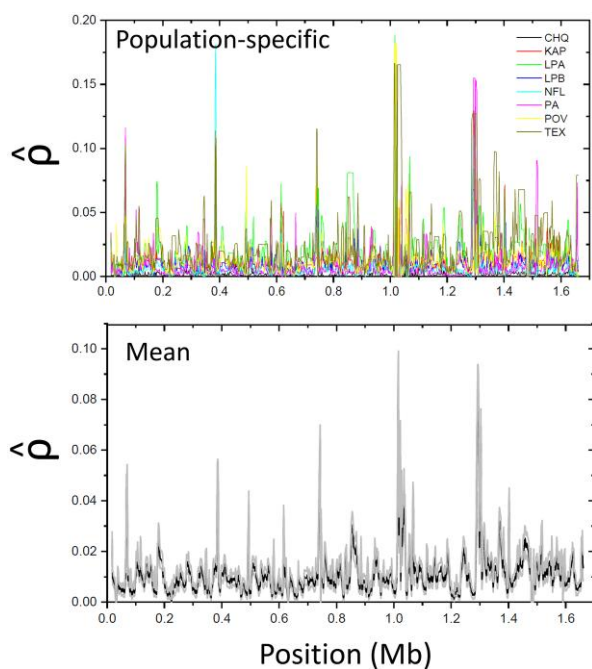 Population-specific
CHQ
KAP
LPA
LPB
NFL
PA
POV
TEX
0.20
0.15
0.10
0.05
0.00
ρ̂
0.0 0.2 0.4 0.6 0.8 1.0 1.2 1.4 1.6
Mean
0.10
0.08
0.06
0.04
0.02
0.00
ρ̂
0.0 0.2 0.4 0.6 0.8 1.0 1.2 1.4 1.6
Position (Mb)